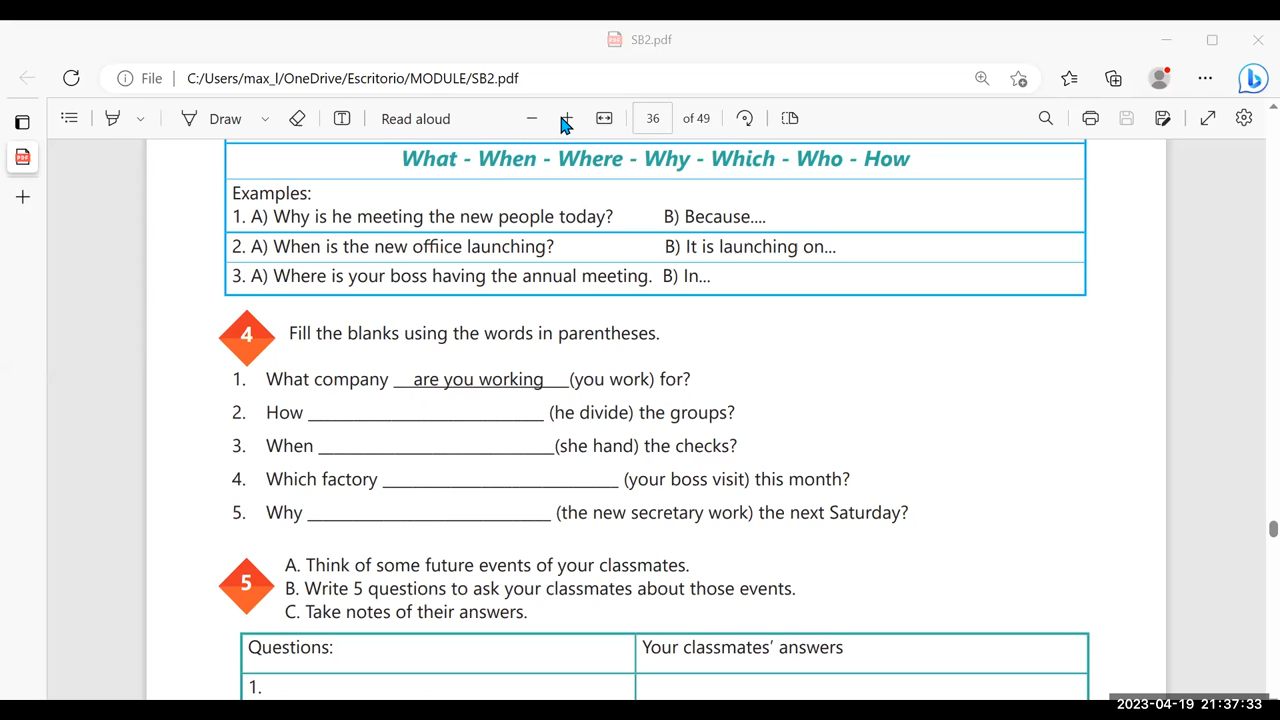 SB2.pdf
File
C:/Users/max_l/OneDrive/Escritorio/MODULE/SB2.pdf
Draw
Read aloud
36
of 49
What - When - Where - Why - Which - Who - How
Examples:
1. A) Why is he meeting the new people today? B) Because....
2. A) When is the new office launching? B) It is launching on...
3. A) Where is your boss having the annual meeting. B) In...
4 Fill the blanks using the words in parentheses.
1. What company __are you working___(you work) for?
2. How _________________________ (he divide) the groups?
3. When _________________________(she hand) the checks?
4. Which factory _________________________ (your boss visit) this month?
5. Why __________________________ (the new secretary work) the next Saturday?
5 A. Think of some future events of your classmates.
B. Write 5 questions to ask your classmates about those events.
C. Take notes of their answers.
Questions: Your classmates’ answers
1.
2023-04-19 21:37:33